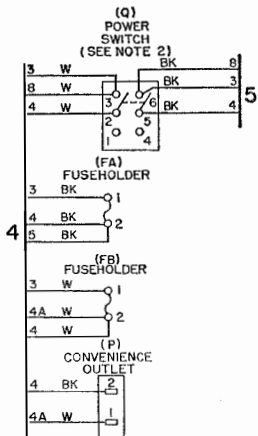 (Q)
POWER
SWITCH
(SEE NOTE 2)
BK 8
3 W
BK 3
8 W
3 6
4 W
BK 4
5
2 5
1 4
(FA)
FUSEHOLDER
3 BK 1
4
4 BK 2
5 BK
(FB)
FUSEHOLDER
3 W 1
4A W 2
4 W
(P)
CONVENIENCE
OUTLET
4 BK 2
4A W 1